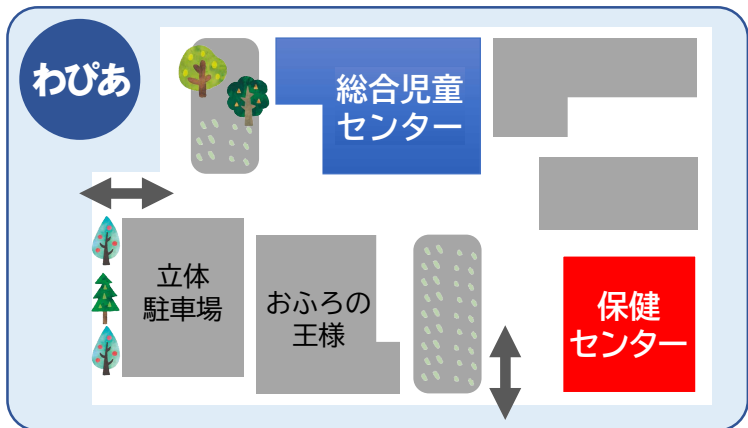 わぴあ
総合児童
センター
立体
駐車場
おふろの
王様
保健
センター